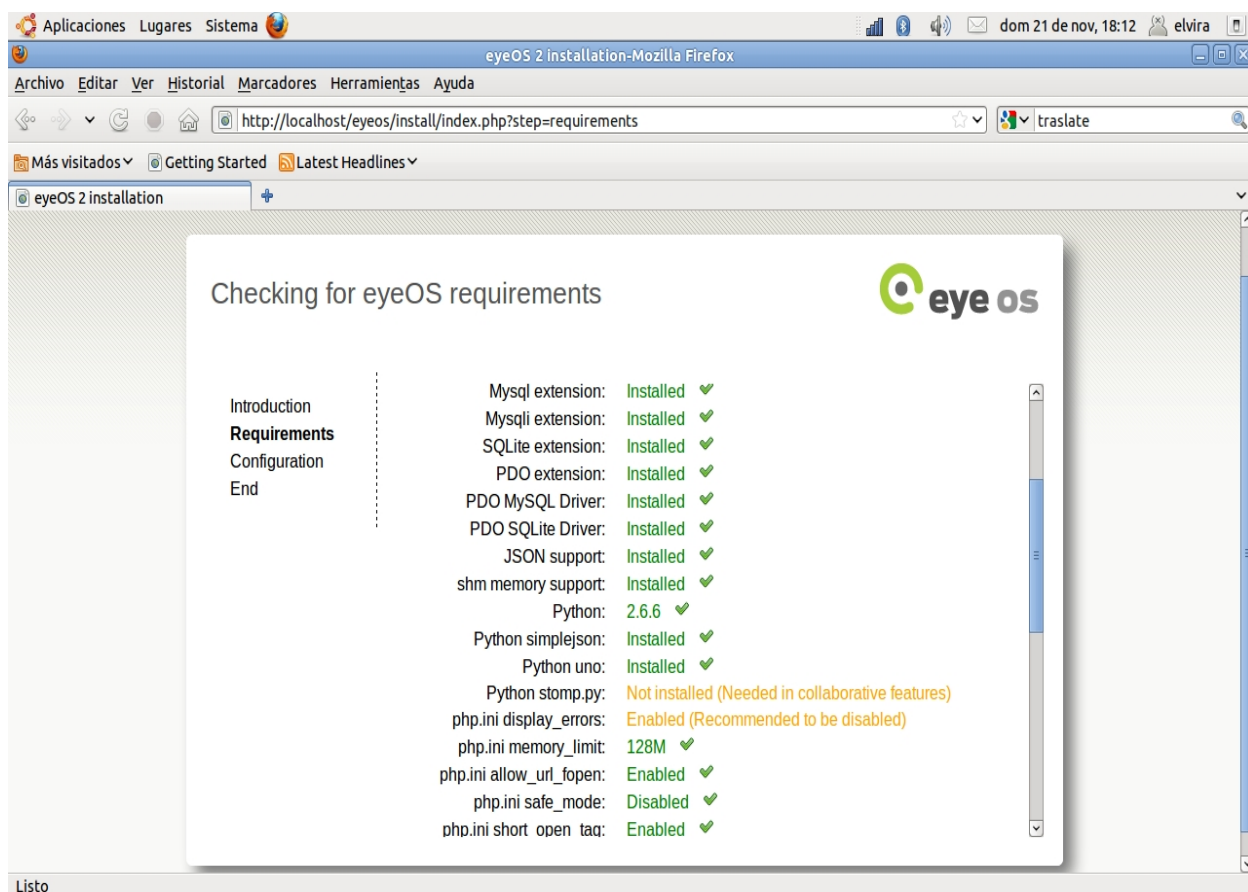 Aplicaciones Lugares Sistema dom 21 de nov, 18:12 elvira
eyeOS 2 installation-Mozilla Firefox
Archivo Editar Ver Historial Marcadores Herramientas Ayuda
http://localhost/eyeos/install/index.php?step=requirements traslate
Más visitados Getting Started Latest Headlines
eyeOS 2 installation
Checking for eyeOS requirements
eye os
Introduction
Requirements
Configuration
End
Mysql extension: Installed
Mysqli extension: Installed
SQLite extension: Installed
PDO extension: Installed
PDO MySQL Driver: Installed
PDO SQLite Driver: Installed
JSON support: Installed
shm memory support: Installed
Python: 2.6.6
Python simplejson: Installed
Python uno: Installed
Python stomp.py: Not installed (Needed in collaborative features)
php.ini display_errors: Enabled (Recommended to be disabled)
php.ini memory_limit: 128M
php.ini allow_url_fopen: Enabled
php.ini safe_mode: Disabled
php.ini short_open_tag: Enabled
Listo